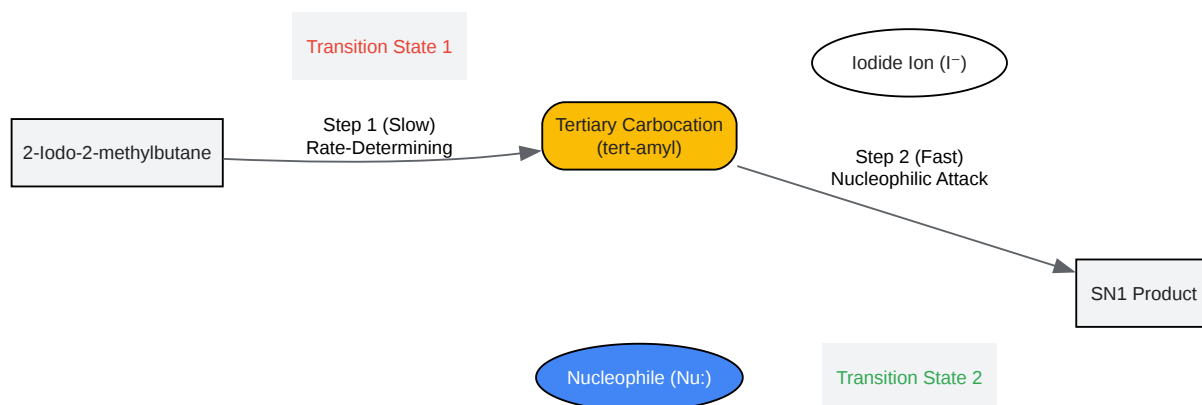 Transition State 1
Iodide Ion (I⁻)
2-Iodo-2-methylbutane
Step 1 (Slow)
Rate-Determining
Tertiary Carbocation
(tert-amyl)
Step 2 (Fast)
Nucleophilic Attack
SN1 Product
Nucleophile (Nu:)
Transition State 2